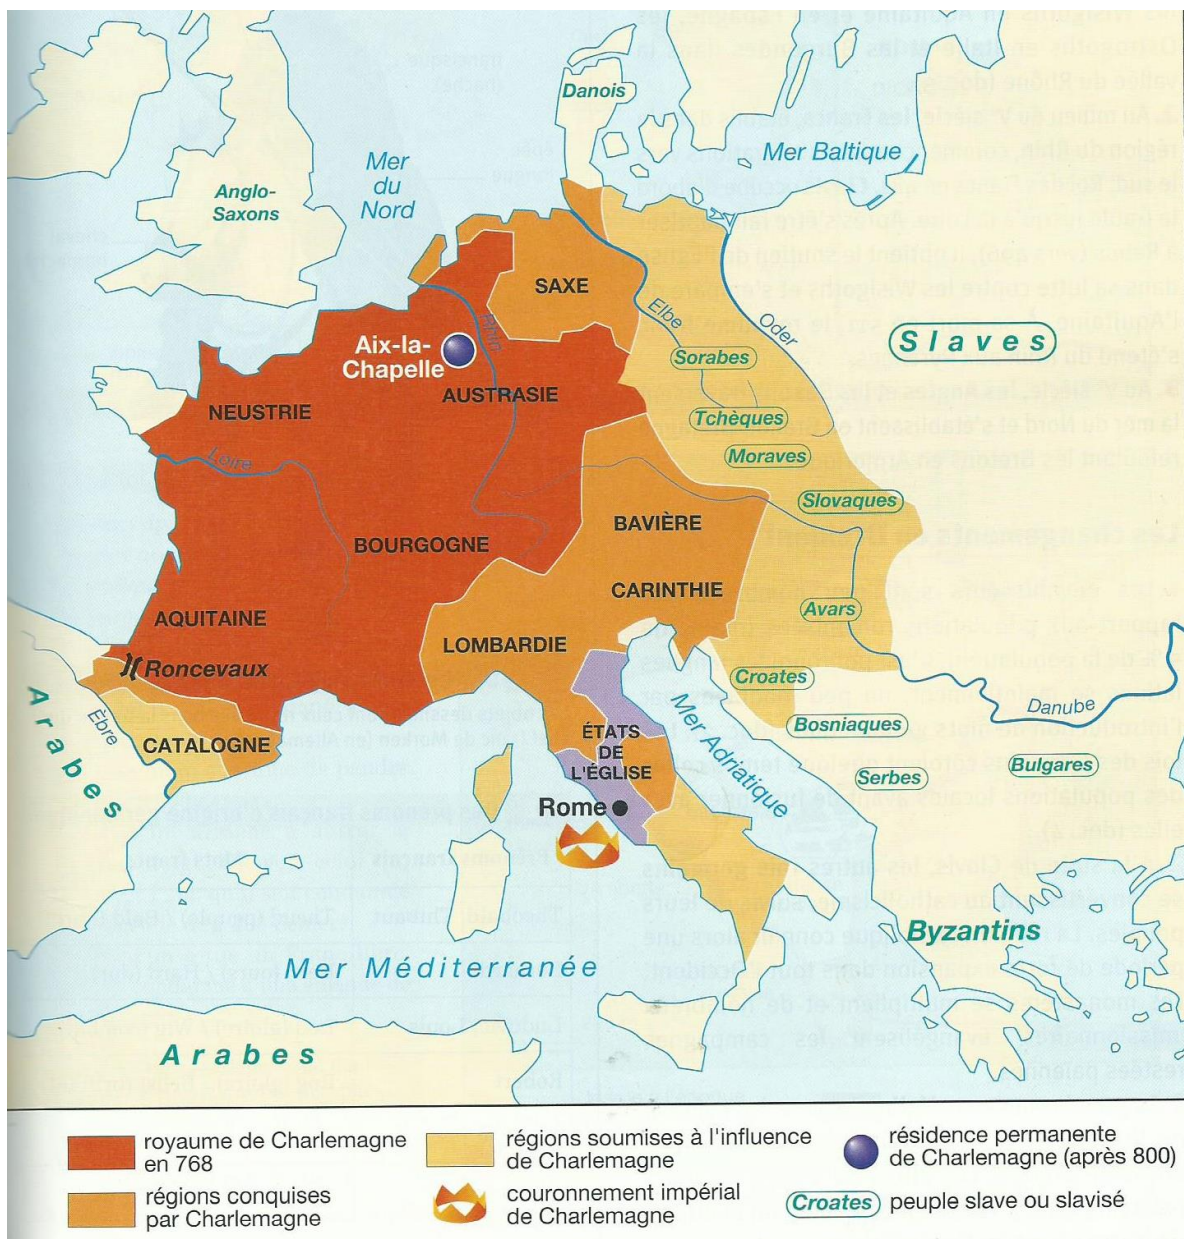 Danois
Mer Baltique
Mer
du
Nord
Anglo-
Saxons
SAXE
Elbe
Oder
Rhin
Slaves
Aix-la-
Chapelle
Sorabes
AUSTRASIE
NEUSTRIE
Tchèques
Moraves
Loire
Slovaques
BAVIÈRE
BOURGOGNE
CARINTHIE
Avars
AQUITAINE
LOMBARDIE
Roncevaux
Croates
Danube
Arabes
Èbre
CATALOGNE
Mer Adriatique
Bosniaques
ÉTATS
DE
L'ÉGLISE
Serbes
Bulgares
Rome
Byzantins
Mer Méditeranée
Arabes
royaume de Charlemagne
en 768
régions conquises
par Charlemagne
régions soumises à l'influence
de Charlemagne
couronnement impérial
de Charlemagne
résidence permanente
de Charlemagne (après 800)
Croates peuple slave ou slavisé